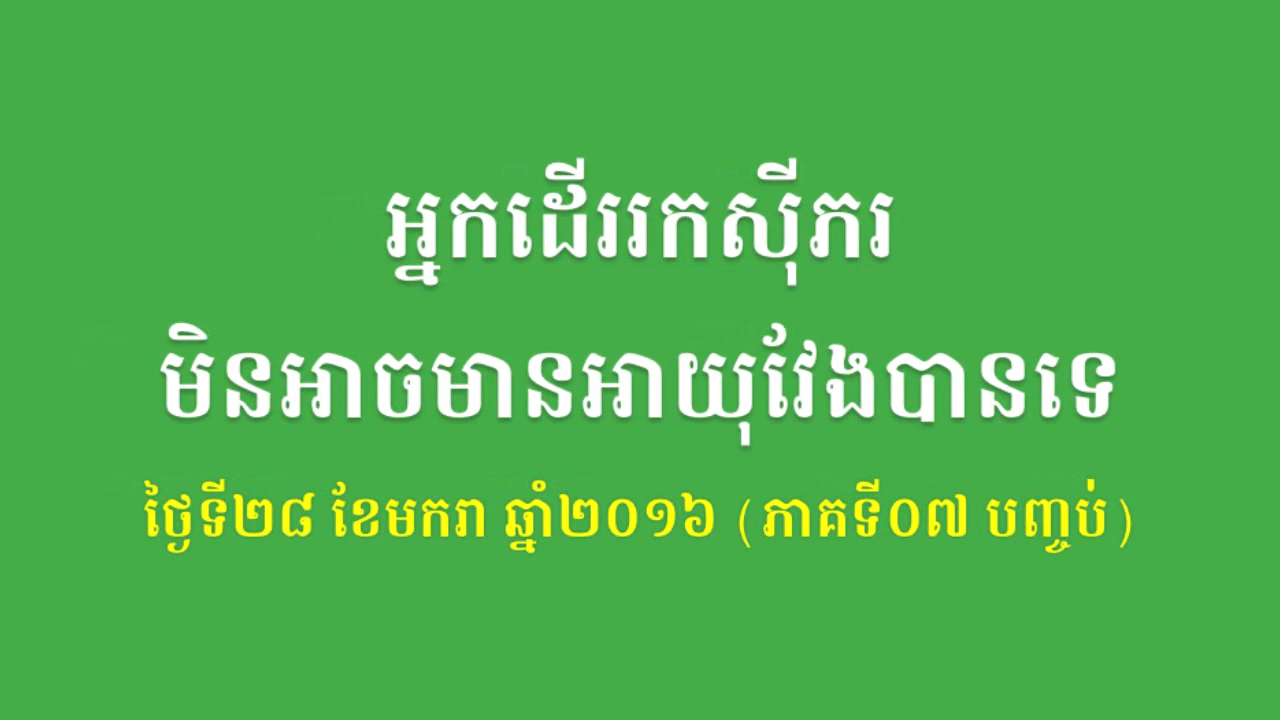 អ្នកដើររកស៊ីភរ
មិនអាចមានអាយុវែងបានទេ
ថ្ងៃទី២៨ ខែមករា ឆ្នាំ២០១៦ (ភាគទី០៧ បញ្ចប់)